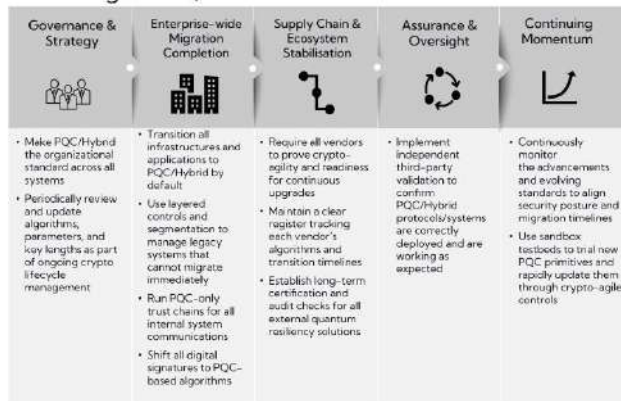 Governance &
Strategy
Enterprise-wide
Migration
Completion
Supply Chain &
Ecosystem
Stabilisation
Assurance &
Oversight
Continuing
Momentum
• Make PQC/Hybrid
the organizational
standard across all
systems
• Periodically review
and update
algorithms,
parameters, and
key lengths as part
of ongoing crypto
lifecycle
management
• Transition all
infrastructures and
applications to
PQC/Hybrid by
default
• Use layered
controls and
segmentation to
manage legacy
systems that
cannot migrate
immediately
• Run PQC-only
trust chains for all
internal system
communications
• Shift all digital
signatures to PQC-
based algorithms
• Require all vendors
to prove crypto-
agility and readiness
for continuous
upgrades
• Maintain a clear
register tracking
each vendor's
algorithms and
transition timelines
• Establish long-term
certification and
audit checks for all
external quantum
resiliency solutions
• Implement
independent
third-party
validation to
confirm
PQC/Hybrid
protocols/systems
are correctly
deployed and are
working as
expected
• Continuously
monitor
the advancements
and evolving
standards to align
security posture and
migration timelines
• Use sandbox
testbeds to trial new
PQC primitives and
rapidly update them
through crypto-agile
controls